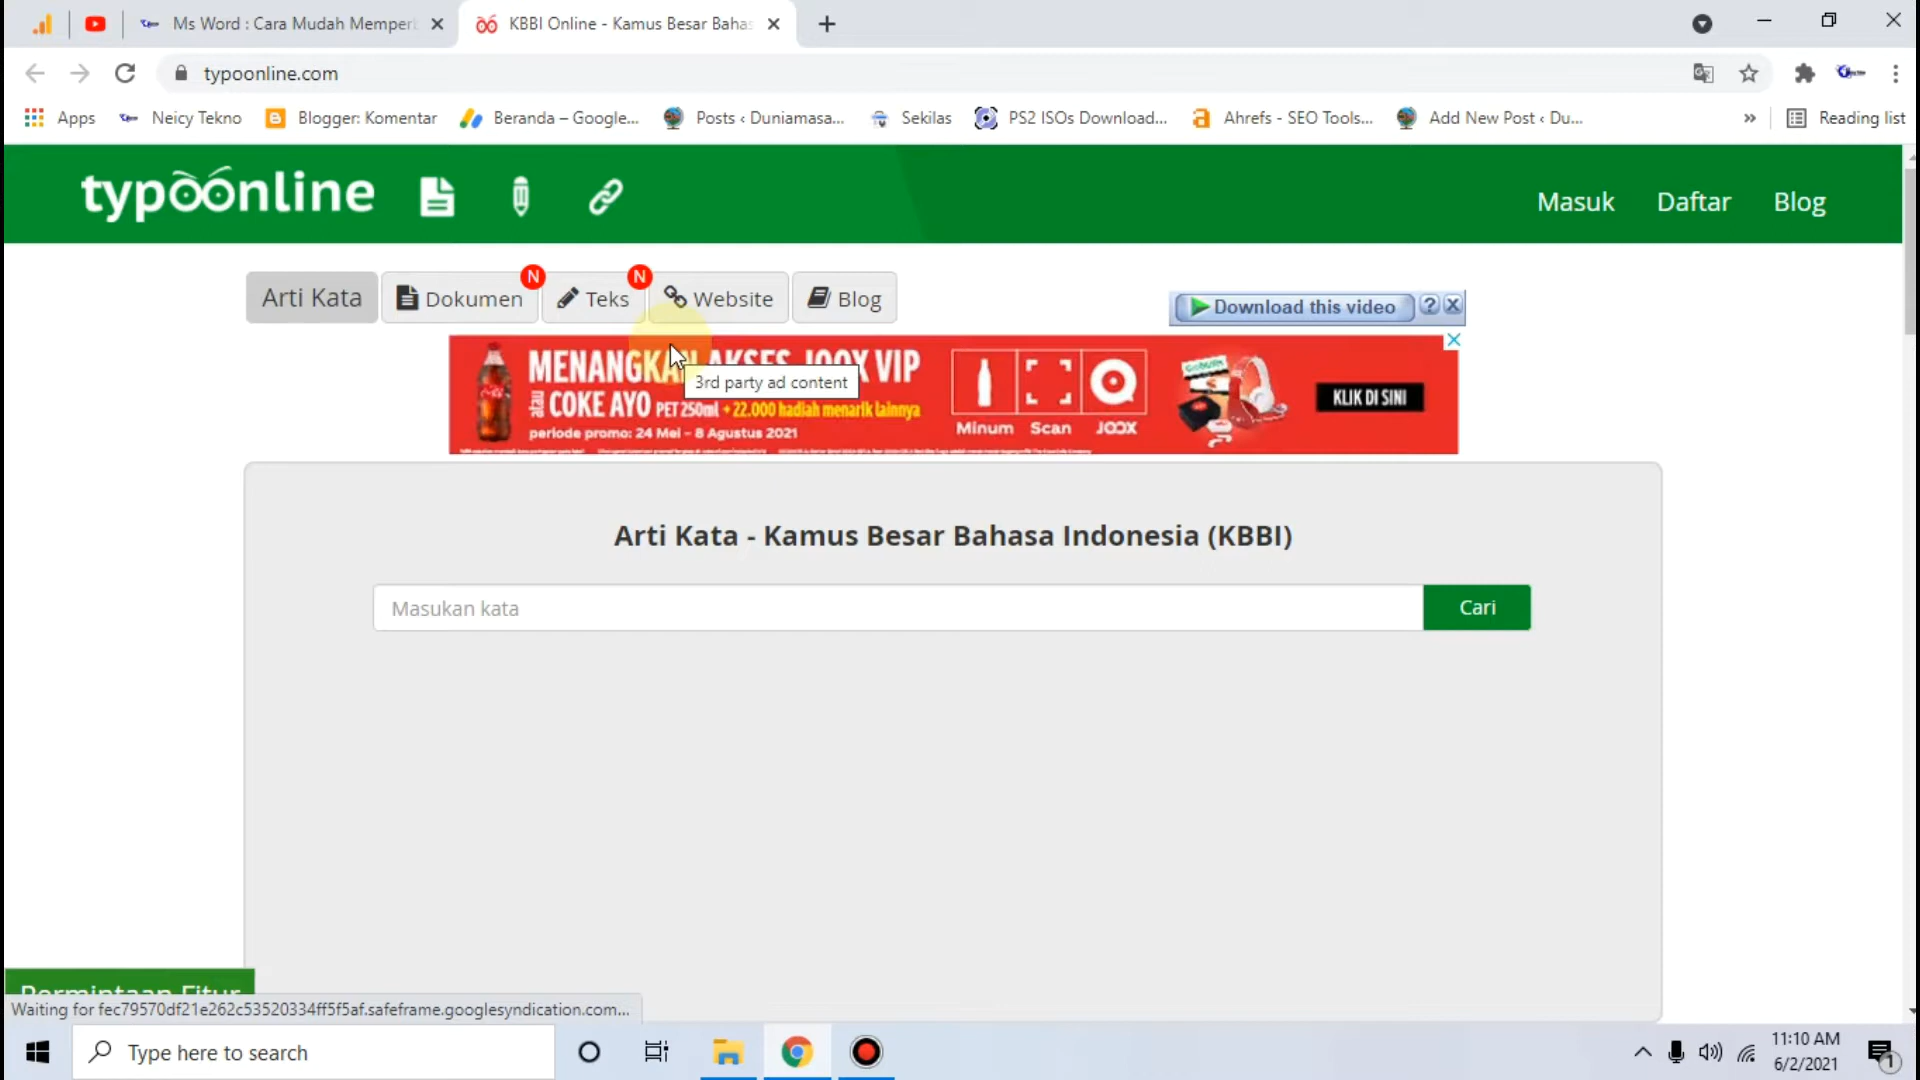 Ms Word : Cara Mudah Memper
KBBI Online - Kamus Besar Bahas
typoonline.com
Apps
Neicy Tekno
Blogger: Komentar
Beranda – Google...
Posts ‹ Duniamasa...
Sekilas
PS2 ISOs Download...
Ahrefs - SEO Tools...
Add New Post ‹ Du...
»
Reading list
typoonline
Masuk
Daftar
Blog
Arti Kata
Dokumen
N
Teks
N
Website
Blog
Download this video
?
X
MENANGKAN AKSES JOOX VIP
atau COKE AYO PET 250ml + 22.000 hadiah menarik lainnya
periode promo: 24 Mei – 8 Agustus 2021
3rd party ad content
Minum
Scan
JOOX
KLIK DI SINI
Arti Kata - Kamus Besar Bahasa Indonesia (KBBI)
Masukan kata
Cari
Permintaan Fitur
Waiting for fec79570df21e262c53520334ff5f5af.safeframe.googlesyndication.com...
Type here to search
11:10 AM
6/2/2021
1